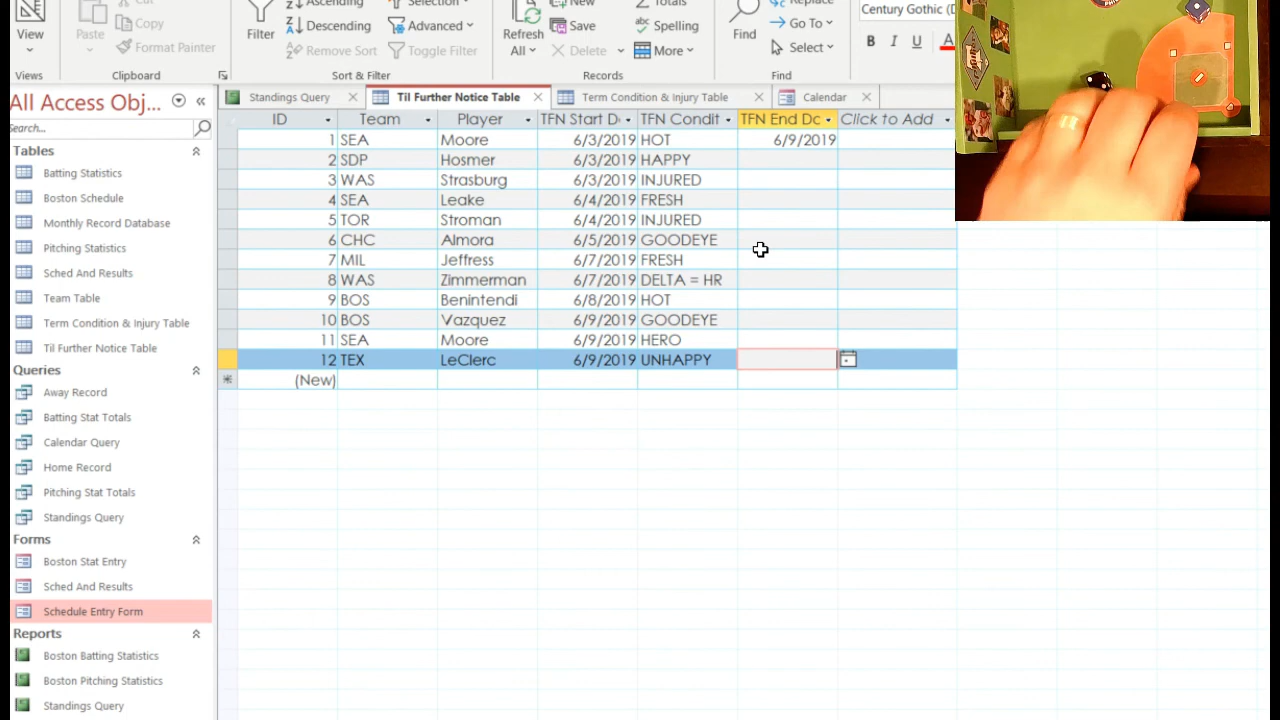 Cut
Ascending
Selection
New
Totals
Replace
Century Gothic (D
View
Paste
Copy
Format Painter
Filter
Descending
Advanced
Remove Sort
Toggle Filter
Refresh
All
Save
Spelling
Delete
More
Find
Go To
Select
B I U A
Views
Clipboard
Sort & Filter
Records
Find
All Access Obj...
Search...
Standings Query
Til Further Notice Table
Term Condition & Injury Table
Calendar
Tables
Batting Statistics
Boston Schedule
Monthly Record Database
Pitching Statistics
Sched And Results
Team Table
Term Condition & Injury Table
Til Further Notice Table
Queries
Away Record
Batting Stat Totals
Calendar Query
Home Record
Pitching Stat Totals
Standings Query
Forms
Boston Stat Entry
Sched And Results
Schedule Entry Form
Reports
Boston Batting Statistics
Boston Pitching Statistics
Standings Query
ID Team Player TFN Start D TFN Condit TFN End Dc Click to Add
1 SEA Moore 6/3/2019 HOT 6/9/2019
2 SDP Hosmer 6/3/2019 HAPPY
3 WAS Strasburg 6/3/2019 INJURED
4 SEA Leake 6/4/2019 FRESH
5 TOR Stroman 6/4/2019 INJURED
6 CHC Almora 6/5/2019 GOODEYE
7 MIL Jeffress 6/7/2019 FRESH
8 WAS Zimmerman 6/7/2019 DELTA = HR
9 BOS Benintendi 6/8/2019 HOT
10 BOS Vazquez 6/9/2019 GOODEYE
11 SEA Moore 6/9/2019 HERO
12 TEX LeClerc 6/9/2019 UNHAPPY
(New)